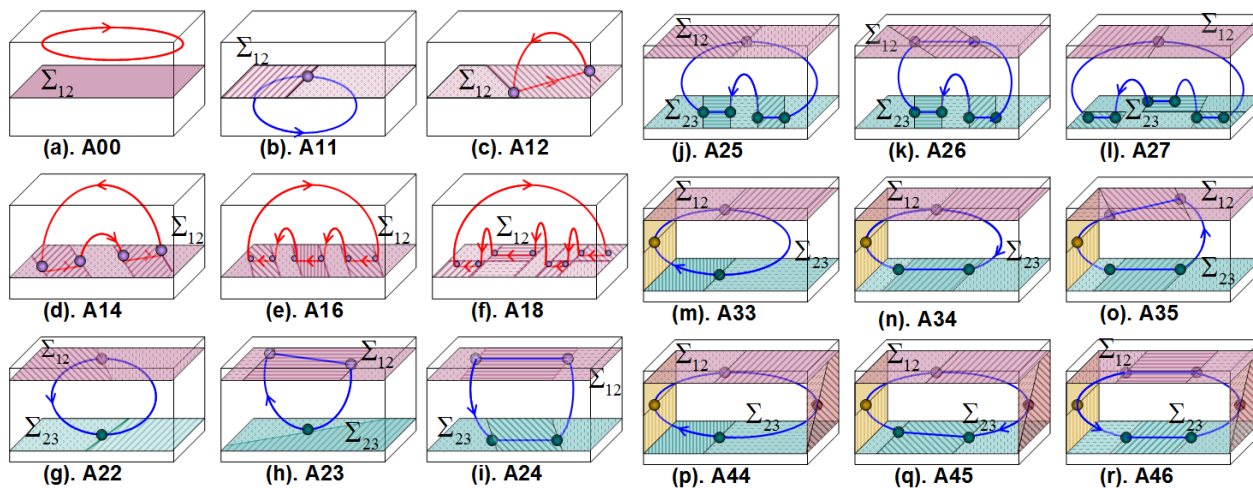 Σ12
(a). A00
Σ12
(b). A11
Σ12
(c). A12
Σ12
Σ23
(j). A25
Σ12
Σ23
(k). A26
Σ12
Σ23
(l). A27
Σ12
(d). A14
(e). A16
Σ12
(f). A18
Σ12
Σ23
(m). A33
Σ12
Σ23
(n). A34
Σ12
Σ23
(o). A35
Σ12
Σ23
(g). A22
Σ12
Σ23
(h). A23
Σ12
Σ23
(i). A24
Σ12
Σ23
(p). A44
Σ12
Σ23
(q). A45
Σ12
Σ23
(r). A46